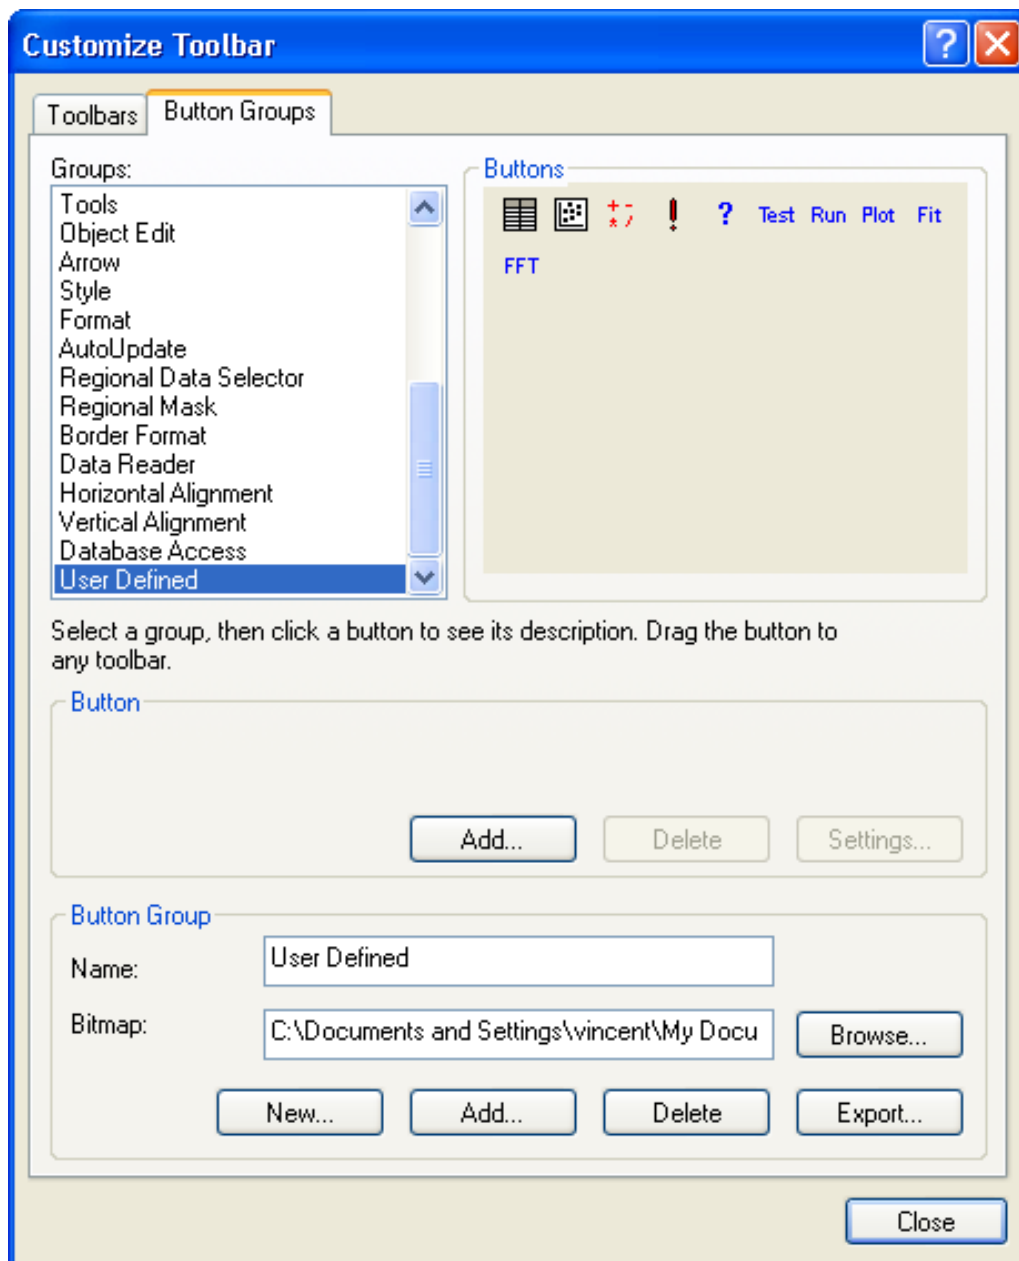 Customize Toolbar
Toolbars
Button Groups
Groups:
Tools
Object Edit
Arrow
Style
Format
AutoUpdate
Regional Data Selector
Regional Mask
Border Format
Data Reader
Horizontal Alignment
Vertical Alignment
Database Access
User Defined
Buttons
? Test Run Plot Fit
FFT
Select a group, then click a button to see its description. Drag the button to
any toolbar.
Button
Add... Delete Settings...
Button Group
Name: User Defined
Bitmap: C:\Documents and Settings\vincent\My Docu Browse...
New... Add... Delete Export...
Close